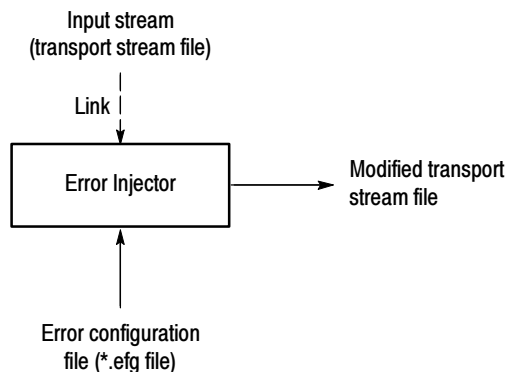 Input stream
(transport stream file)
Link
Error Injector
Modified transport
stream file
Error configuration
file (*.efg file)